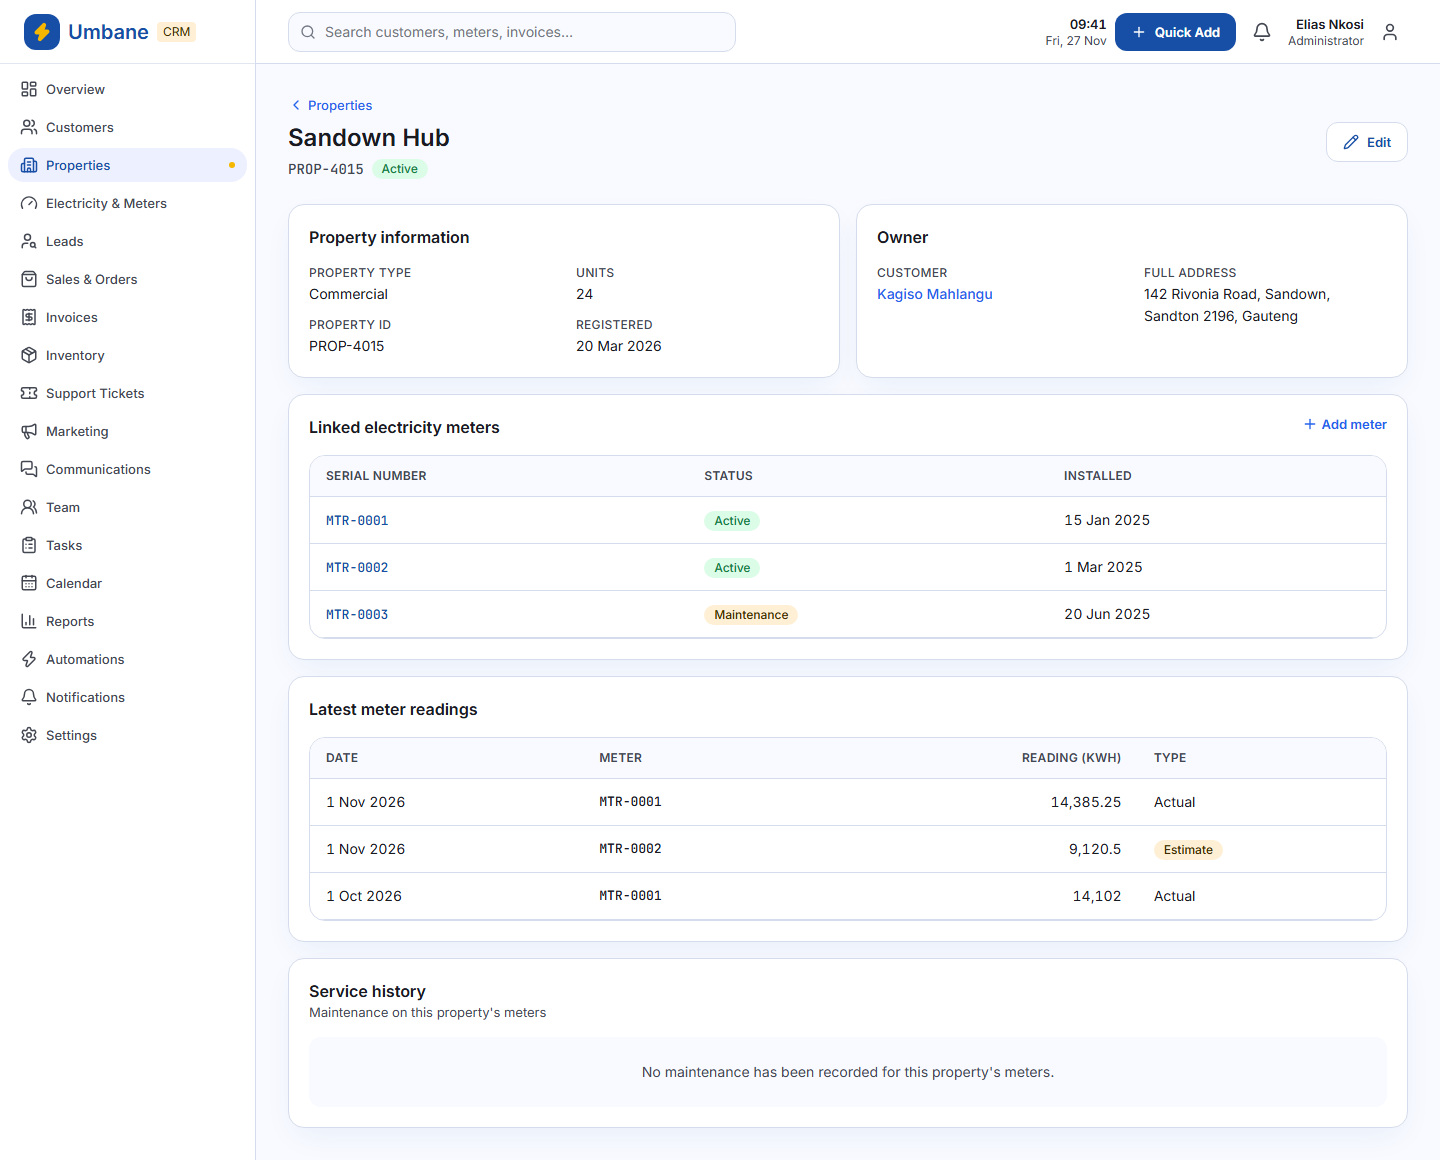 Umbane CRM
Search customers, meters, invoices...
09:41
Fri, 27 Nov
Quick Add
Elias Nkosi
Administrator
Overview
Customers
Properties
Electricity & Meters
Leads
Sales & Orders
Invoices
Inventory
Support Tickets
Marketing
Communications
Team
Tasks
Calendar
Reports
Automations
Notifications
Settings
Properties
Sandown Hub
PROP-4015 Active
Edit
Property information
PROPERTY TYPE UNITS
Commercial 24
PROPERTY ID REGISTERED
PROP-4015 20 Mar 2026
Owner
CUSTOMER FULL ADDRESS
Kagiso Mahlangu 142 Rivonia Road, Sandown,
Sandton 2196, Gauteng
Linked electricity meters
Add meter
SERIAL NUMBER STATUS INSTALLED
MTR-0001 Active 15 Jan 2025
MTR-0002 Active 1 Mar 2025
MTR-0003 Maintenance 20 Jun 2025
Latest meter readings
DATE METER READING (KWH) TYPE
1 Nov 2026 MTR-0001 14,385.25 Actual
1 Nov 2026 MTR-0002 9,120.5 Estimate
1 Oct 2026 MTR-0001 14,102 Actual
Service history
Maintenance on this property's meters
No maintenance has been recorded for this property's meters.